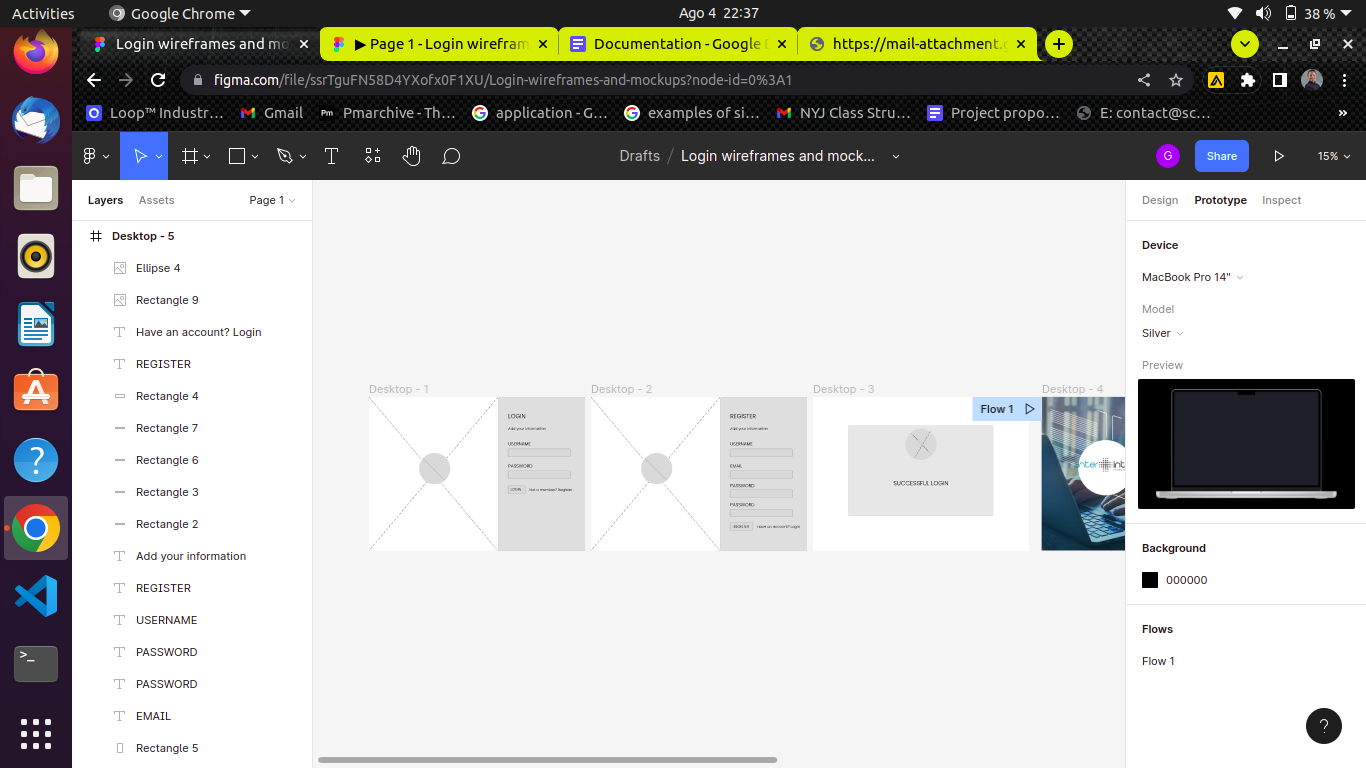 Activities
Google Chrome
Ago 4 22:37
38 %
Login wireframes and mo
▶ Page 1 - Login wirefram
Documentation - Google D
https://mail-attachment.g
figma.com/file/ssrTguFN58D4YXofx0F1XU/Login-wireframes-and-mockups?node-id=0%3A1
Loop™ Industr…
Gmail
Pm Pmarchive - Th…
application - G…
examples of si…
NYJ Class Stru…
Project propo…
E: contact@sc…
»
Drafts / Login wireframes and mock...
G
Share
15%
Layers
Assets
Page 1
Design
Prototype
Inspect
Desktop - 5
Ellipse 4
Rectangle 9
Have an account? Login
REGISTER
Rectangle 4
Rectangle 7
Rectangle 6
Rectangle 3
Rectangle 2
Add your information
REGISTER
USERNAME
PASSWORD
PASSWORD
EMAIL
Rectangle 5
Desktop - 1
LOGIN
Add your information
USERNAME
PASSWORD
LOGIN
Not a member? Register
Desktop - 2
REGISTER
Add your information
USERNAME
EMAIL
PASSWORD
PASSWORD
Have an account? Login
Desktop - 3
Flow 1
SUCCESSFUL LOGIN
Desktop - 4
Device
MacBook Pro 14"
Model
Silver
Preview
Background
000000
Flows
Flow 1
?